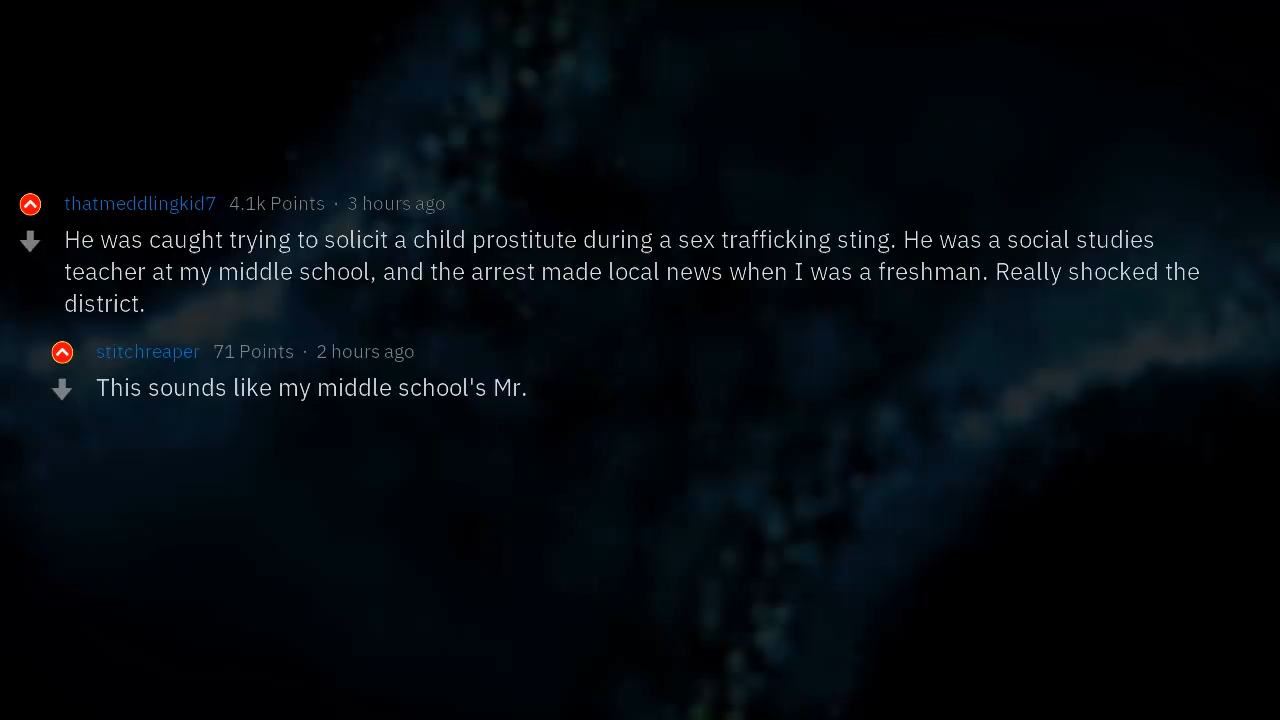 thatmeddlingkid7 4.1k Points · 3 hours ago
He was caught trying to solicit a child prostitute during a sex trafficking sting. He was a social studies
teacher at my middle school, and the arrest made local news when I was a freshman. Really shocked the
district.
stitchreaper 71 Points · 2 hours ago
This sounds like my middle school's Mr.